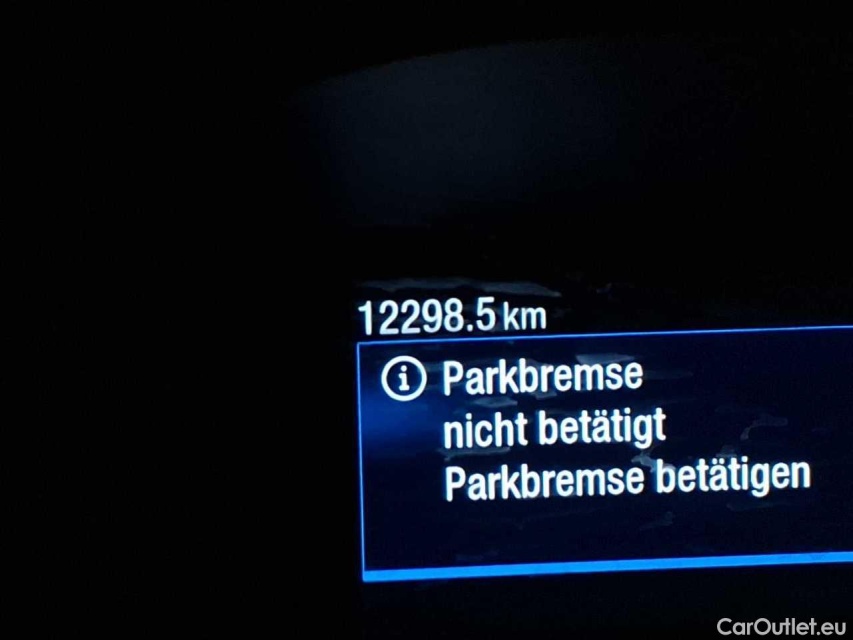 12298.5 km
Parkbremse
nicht betätigt
Parkbremse betätigen
CarOutlet.eu